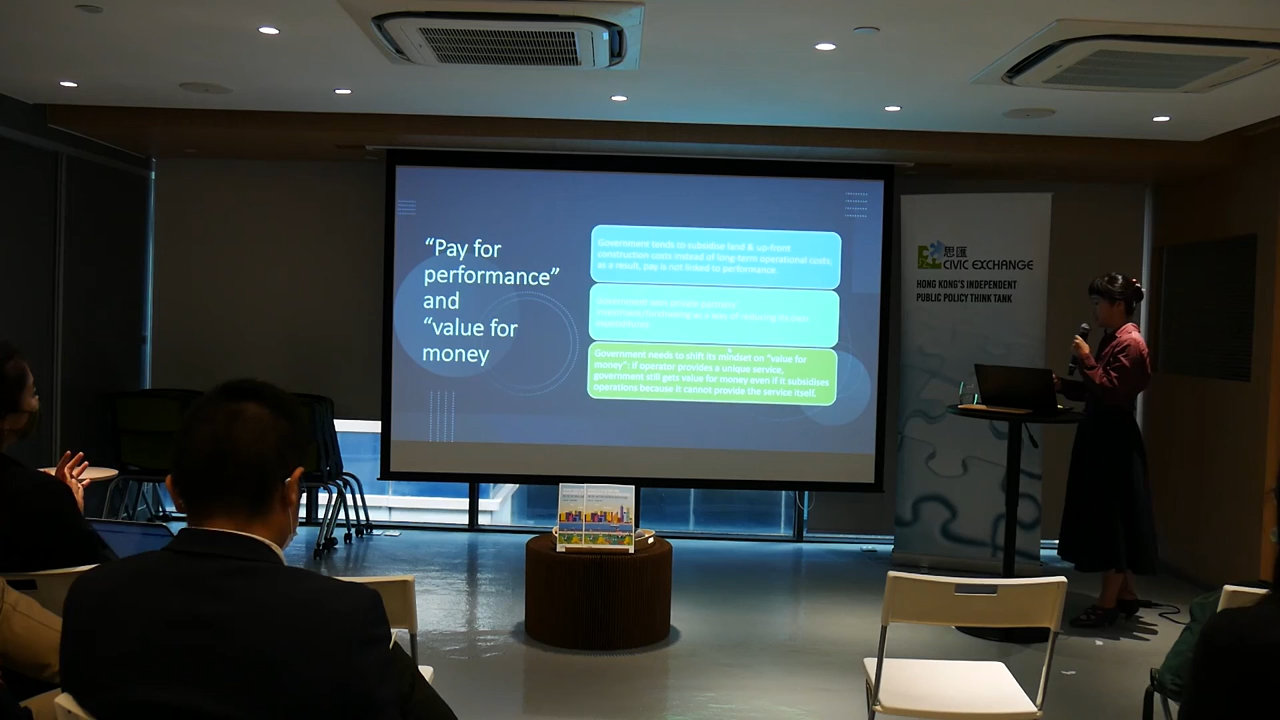 “Pay for
performance”
and
“value for
money
Government tends to subsidise land & up-front
construction costs instead of long-term operational costs;
as a result, pay is not linked to performance.
Government needs to shift its mindset on “value for
money”: if operator provides a unique service,
government still gets value for money even if it subsidises
operations because it cannot provide the service itself.
思匯
CIVIC EXCHANGE
HONG KONG'S INDEPENDENT
PUBLIC POLICY THINK TANK